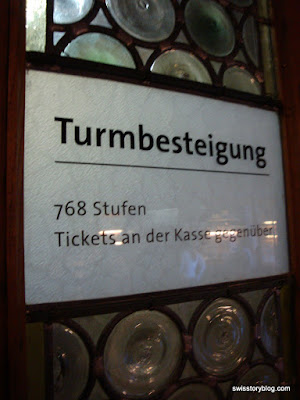 Turmbesteigung
768 Stufen
Tickets an der Kasse gegenüber
swisstoryblog.com